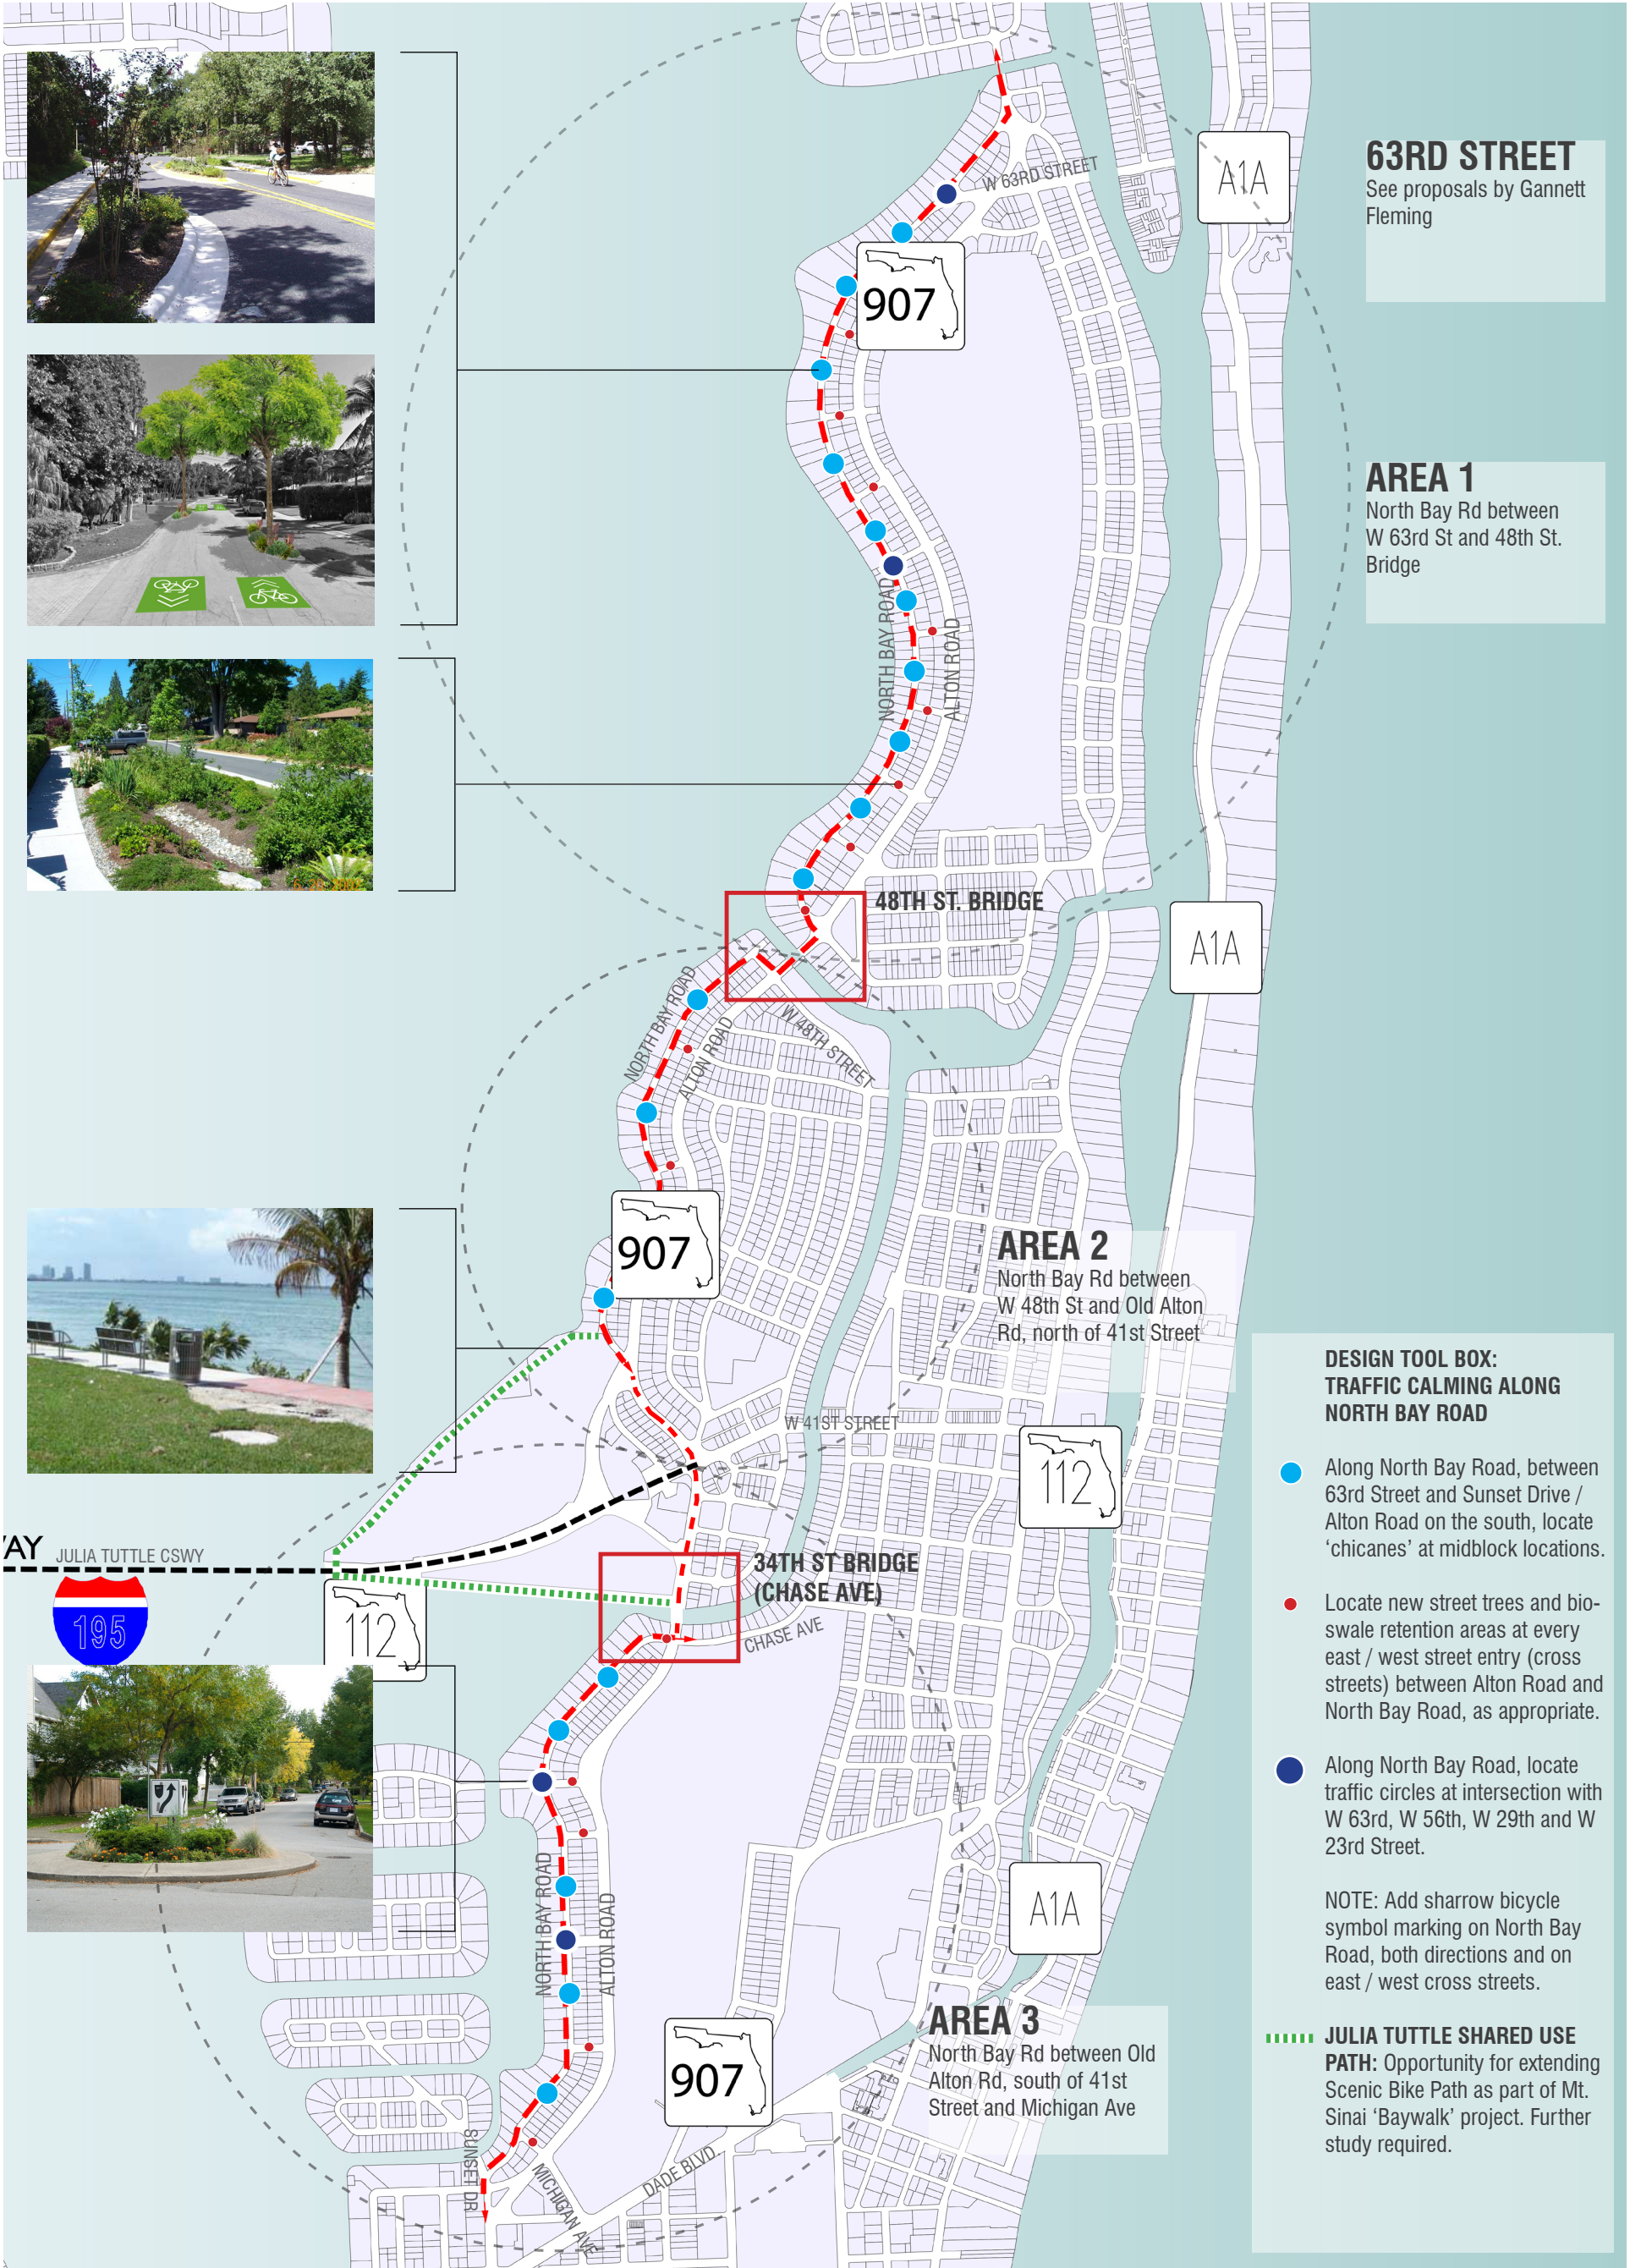 63RD STREET
See proposals by Gannett
Fleming
A1A
W 63RD STREET
907
AREA 1
North Bay Rd between
W 63rd St and 48th St.
Bridge
NORTH BAY ROAD
ALTON ROAD
48TH ST. BRIDGE
A1A
NORTH BAY ROAD
ALTON ROAD
W 48TH STREET
907
AREA 2
North Bay Rd between
W 48th St and Old Alton
Rd, north of 41st Street
W 41ST STREET
112
'AY
JULIA TUTTLE CSWY
195
112
34TH ST BRIDGE
(CHASE AVE)
CHASE AVE
DESIGN TOOL BOX:
TRAFFIC CALMING ALONG
NORTH BAY ROAD
Along North Bay Road, between
63rd Street and Sunset Drive /
Alton Road on the south, locate
‘chicanes’ at midblock locations.
Locate new street trees and bio-
swale retention areas at every
east / west street entry (cross
streets) between Alton Road and
North Bay Road, as appropriate.
Along North Bay Road, locate
traffic circles at intersection with
W 63rd, W 56th, W 29th and W
23rd Street.
NOTE: Add sharrow bicycle
symbol marking on North Bay
Road, both directions and on
east / west cross streets.
JULIA TUTTLE SHARED USE
PATH: Opportunity for extending
Scenic Bike Path as part of Mt.
Sinai ‘Baywalk’ project. Further
study required.
NORTH BAY ROAD
ALTON ROAD
A1A
AREA 3
North Bay Rd between Old
Alton Rd, south of 41st
Street and Michigan Ave
907
SUNSET DR
MICHIGAN AVE
DADE BLVD.